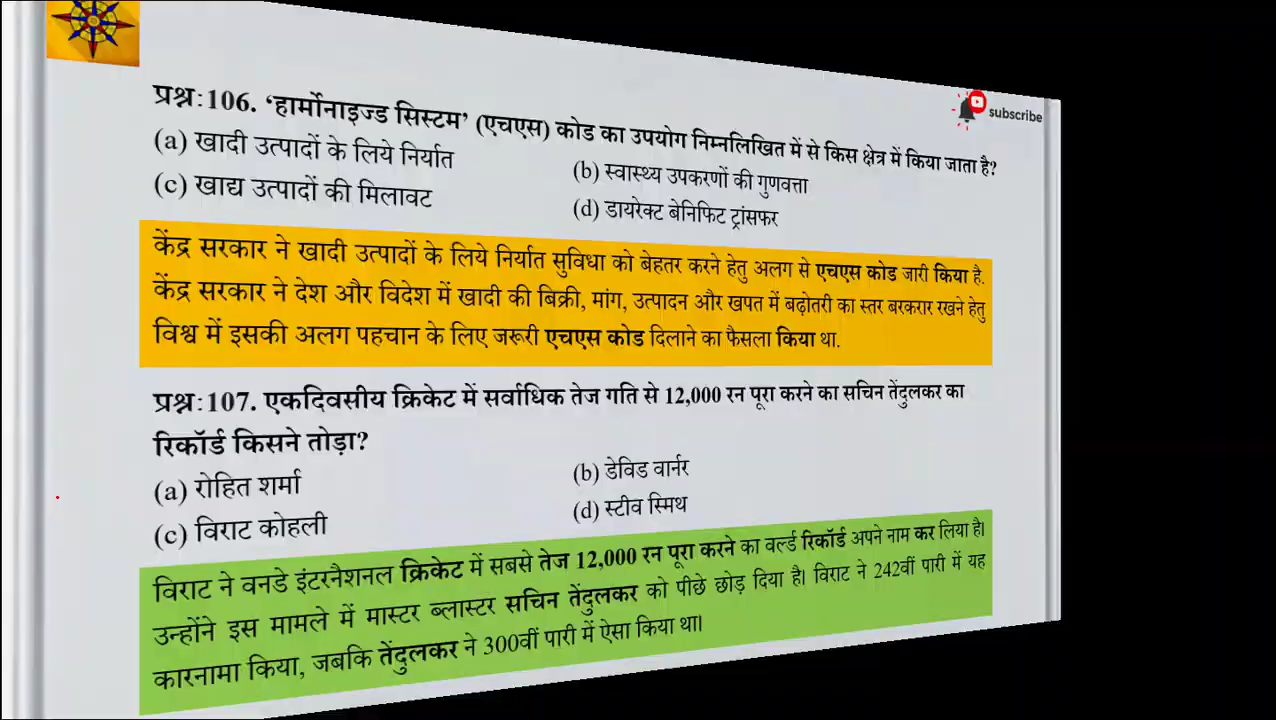 subscribe
प्रश्न:106. ‘हार्मोनाइज्ड सिस्टम’ (एचएस) कोड का उपयोग निम्नलिखित में से किस क्षेत्र में किया जाता है?
(a) खादी उत्पादों के लिये निर्यात (b) स्वास्थ्य उपकरणों की गुणवत्ता
(c) खाद्य उत्पादों की मिलावट (d) डायरेक्ट बेनिफिट ट्रांसफर
केंद्र सरकार ने खादी उत्पादों के लिये निर्यात सुविधा को बेहतर करने हेतु अलग से एचएस कोड जारी किया है.
केंद्र सरकार ने देश और विदेश में खादी की बिक्री, मांग, उत्पादन और खपत में बढ़ोतरी का स्तर बरकरार रखने हेतु
विश्व में इसकी अलग पहचान के लिए जरूरी एचएस कोड दिलाने का फैसला किया था.
प्रश्न:107. एकदिवसीय क्रिकेट में सर्वाधिक तेज गति से 12,000 रन पूरा करने का सचिन तेंदुलकर का
रिकॉर्ड किसने तोड़ा?
(a) रोहित शर्मा (b) डेविड वार्नर
(c) विराट कोहली (d) स्टीव स्मिथ
विराट ने वनडे इंटरनैशनल क्रिकेट में सबसे तेज 12,000 रन पूरा करने का वर्ल्ड रिकॉर्ड अपने नाम कर लिया है।
उन्होंने इस मामले में मास्टर ब्लास्टर सचिन तेंदुलकर को पीछे छोड़ दिया है। विराट ने 242वीं पारी में यह
कारनामा किया, जबकि तेंदुलकर ने 300वीं पारी में ऐसा किया था।